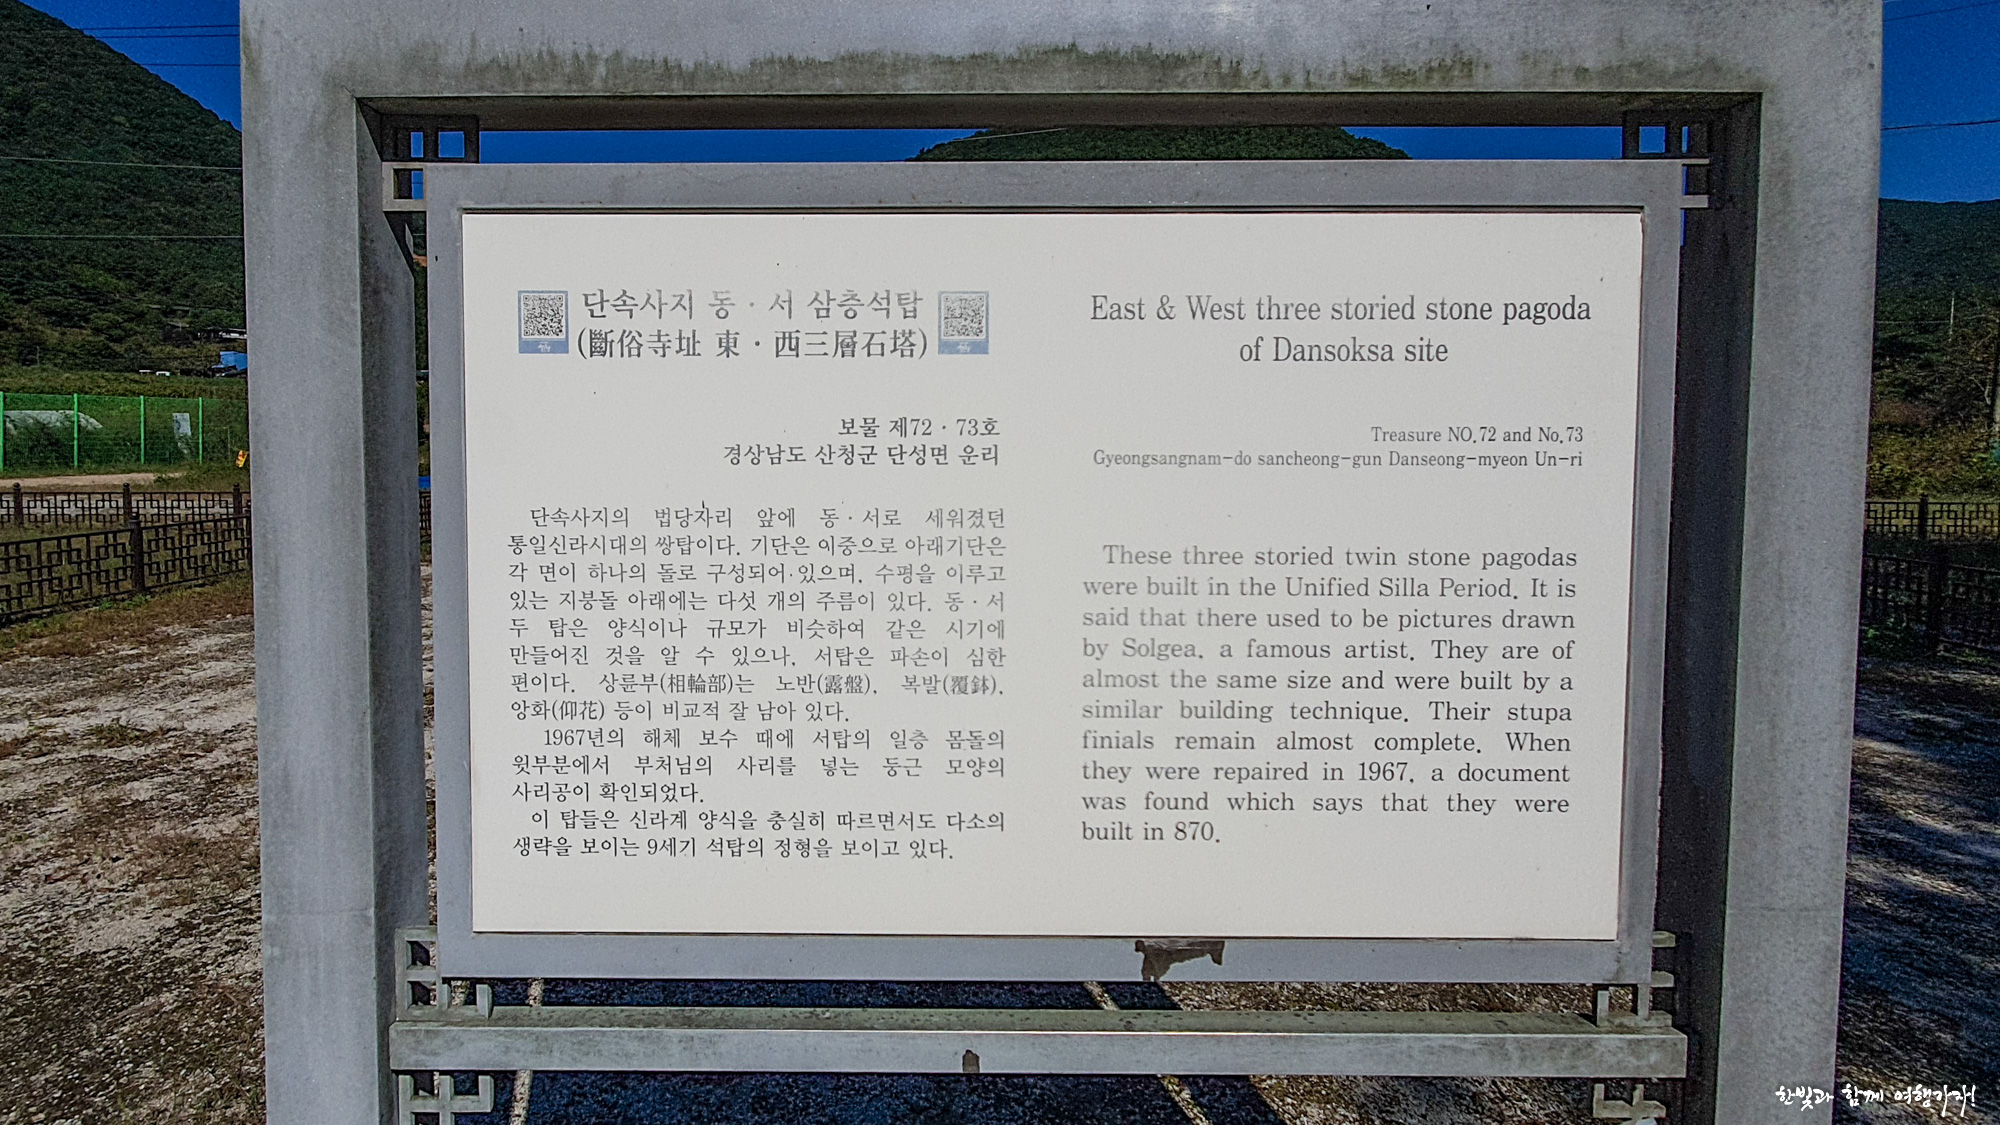 단속사지 동·서 삼층석탑
(斷俗寺址 東·西三層石塔)
보물 제72·73호
경상남도 산청군 단성면 운리
단속사지의 법당자리 앞에 동·서로 세워졌던
통일신라시대의 쌍탑이다. 기단은 이중으로 아래기단은
각 면이 하나의 돌로 구성되어 있으며, 수평을 이루고
있는 지붕돌 아래에는 다섯 개의 주름이 있다. 동·서
두 탑은 양식이나 규모가 비슷하여 같은 시기에
만들어진 것을 알 수 있으나, 서탑은 파손이 심한
편이다. 상륜부(相輪部)는 노반(露盤), 복발(覆鉢),
앙화(仰花) 등이 비교적 잘 남아 있다.
1967년의 해체 보수 때에 서탑의 일층 몸돌의
윗부분에서 부처님의 사리를 넣는 둥근 모양의
사리공이 확인되었다.
이 탑들은 신라계 양식을 충실히 따르면서도 다소의
생략을 보이는 9세기 석탑의 정형을 보이고 있다.
East & West three storied stone pagoda
of Dansoksa site
Treasure NO.72 and No.73
Gyeongsangnam-do sancheong-gun Danseong-myeon Un-ri
These three storied twin stone pagodas
were built in the Unified Silla Period. It is
said that there used to be pictures drawn
by Solgea, a famous artist. They are of
almost the same size and were built by a
similar building technique. Their stupa
finials remain almost complete. When
they were repaired in 1967, a document
was found which says that they were
built in 870.
한빛과 함께 여행가자!